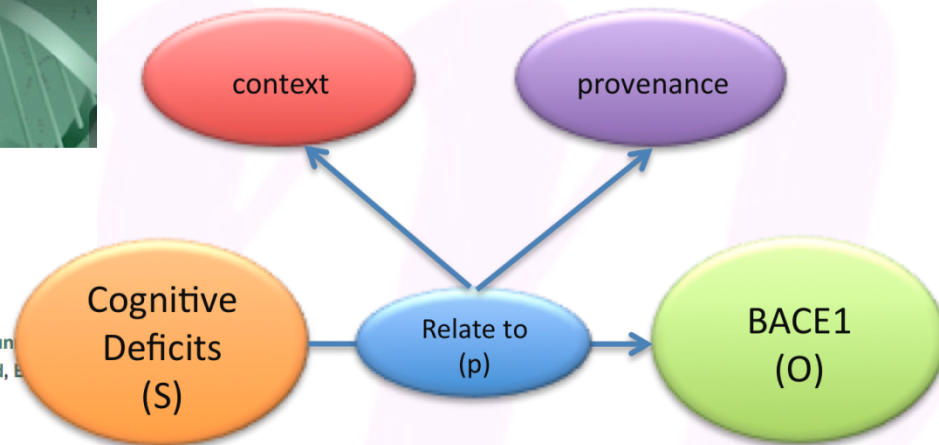 context
provenance
Cognitive
Deficits
(S)
Relate to
(p)
BACE1
(O)